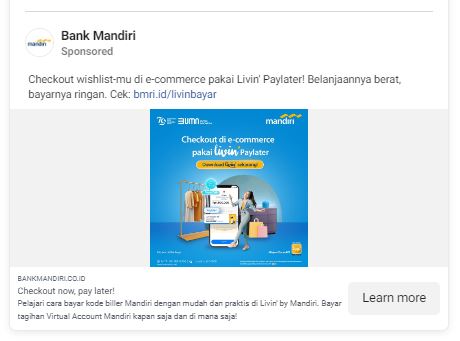 Bank Mandiri
Sponsored
Checkout wishlist-mu di e-commerce pakai Livin' Paylater! Belanjaannya berat,
bayarnya ringan. Cek: bmri.id/livinbayar
BUMN
mandiri
Checkout di e-commerce
pakai livin' Paylater
Download livin' sekarang!
BANKMANDIRI.CO.ID
Checkout now, pay later!
Pelajari cara bayar kode biller Mandiri dengan mudah dan praktis di Livin' by Mandiri. Bayar
tagihan Virtual Account Mandiri kapan saja dan di mana saja!
Learn more